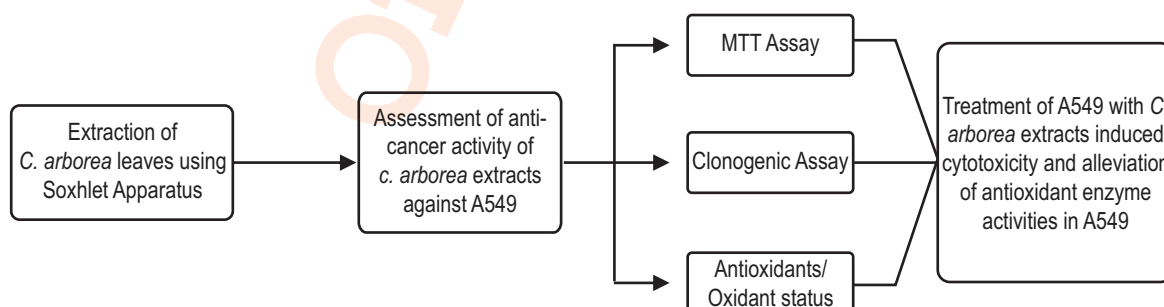 Extraction of
C. arborea leaves using
Soxhlet Apparatus
Assessment of anti-
cancer activity of
c. arborea extracts
against A549
MTT Assay
Clonogenic Assay
Antioxidants/
Oxidant status
Treatment of A549 with C.
arborea extracts induced
cytotoxicity and alleviation
of antioxidant enzyme
activities in A549